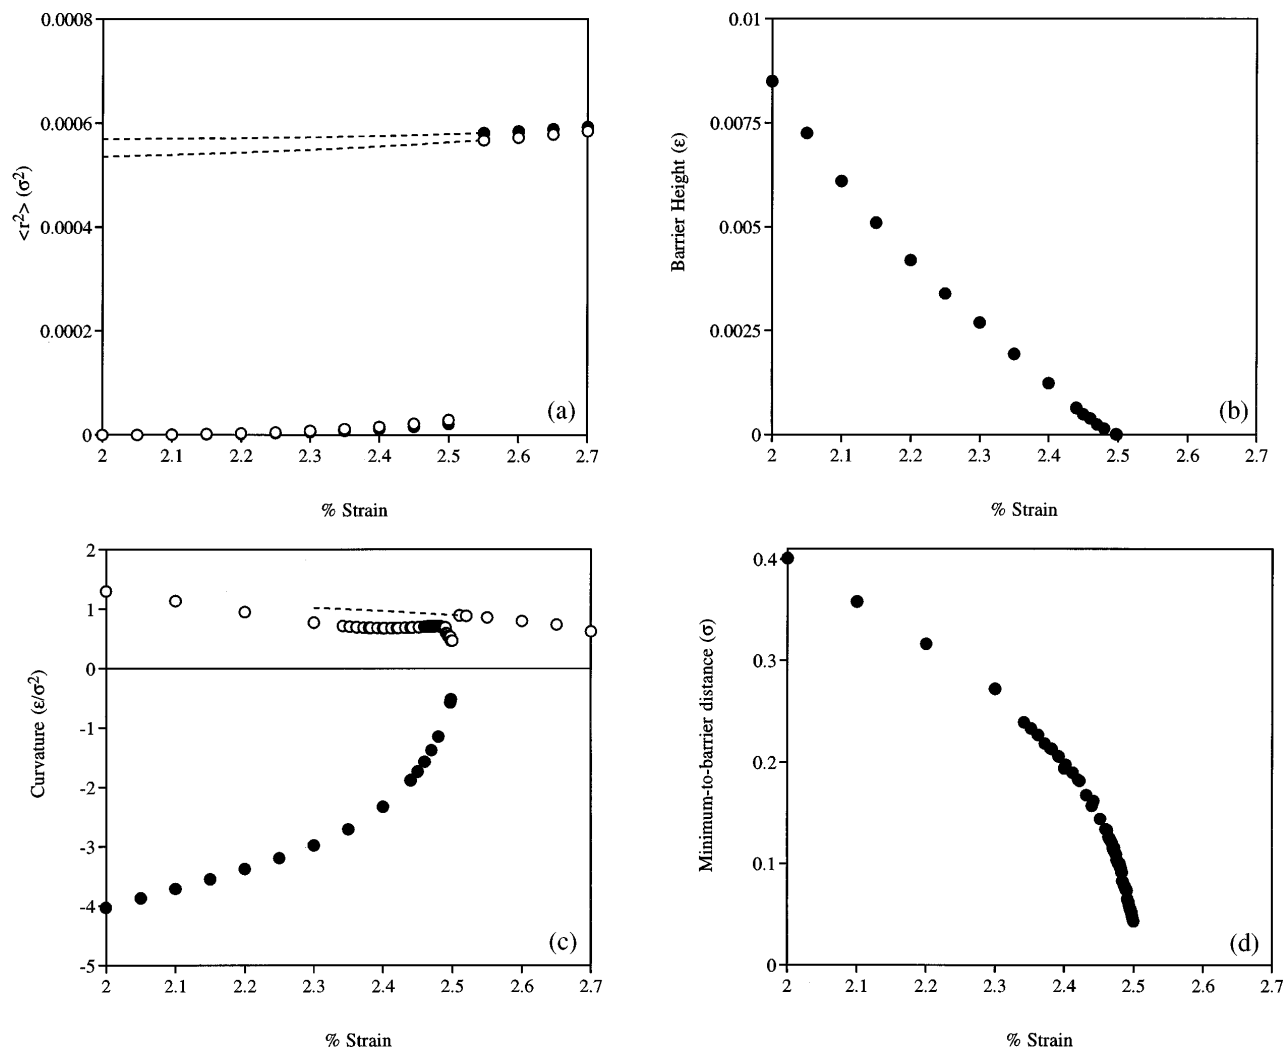 0.0008
0.0006
0.0004
0.0002
0
<r²> (σ²)
2 2.1 2.2 2.3 2.4 2.5 2.6 2.7
% Strain
(a)
0.01
0.0075
0.005
0.0025
0
Barrier Height (ε)
2 2.1 2.2 2.3 2.4 2.5 2.6 2.7
% Strain
(b)
2
1
0
-1
-2
-3
-4
-5
Curvature (ε/σ²)
2 2.1 2.2 2.3 2.4 2.5 2.6 2.7
% Strain
(c)
0.4
0.3
0.2
0.1
0
Minimum-to-barrier distance (σ)
2 2.1 2.2 2.3 2.4 2.5 2.6 2.7
% Strain
(d)